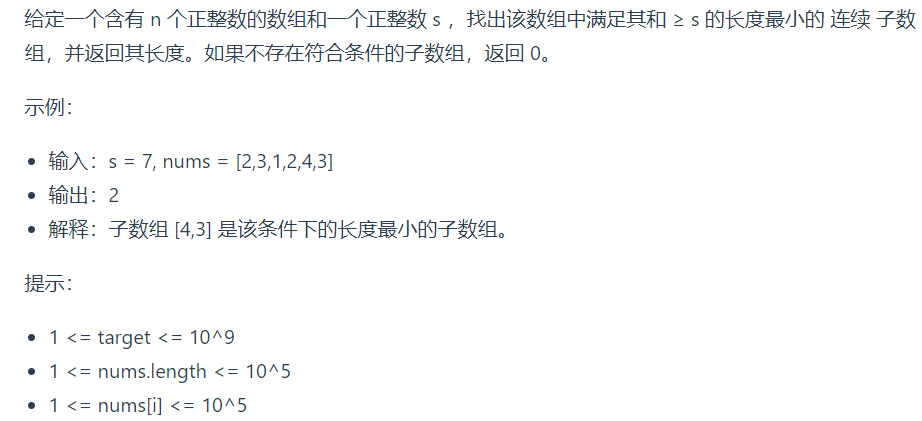 给定一个含有 n 个正整数的数组和一个正整数 s ，找出该数组中满足其和 ≥ s 的长度最小的 连续 子数
组，并返回其长度。如果不存在符合条件的子数组，返回 0。
示例：
• 输入：s = 7, nums = [2,3,1,2,4,3]
• 输出：2
• 解释：子数组 [4,3] 是该条件下的长度最小的子数组。
提示：
• 1 <= target <= 10^9
• 1 <= nums.length <= 10^5
• 1 <= nums[i] <= 10^5